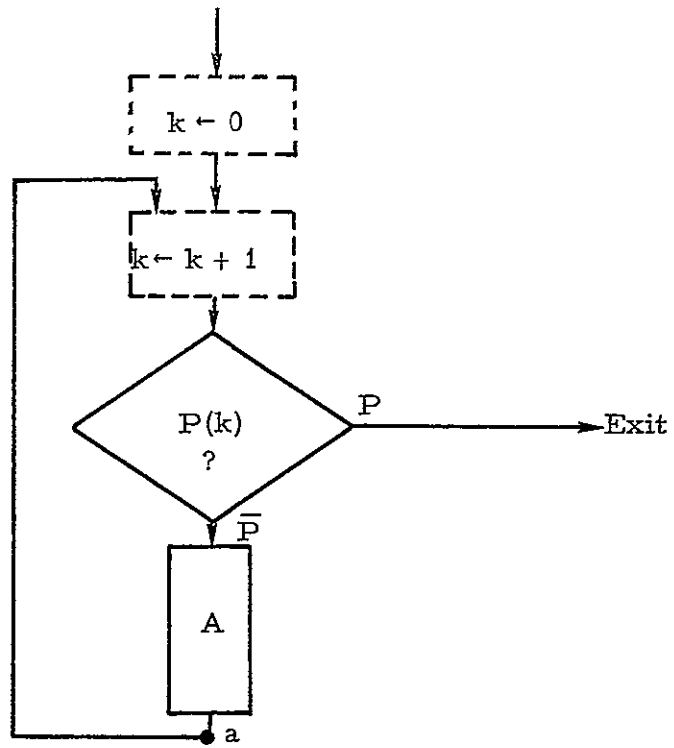 k ← 0
k ← k + 1
P
P(k)
Exit
?
P̅
A
a